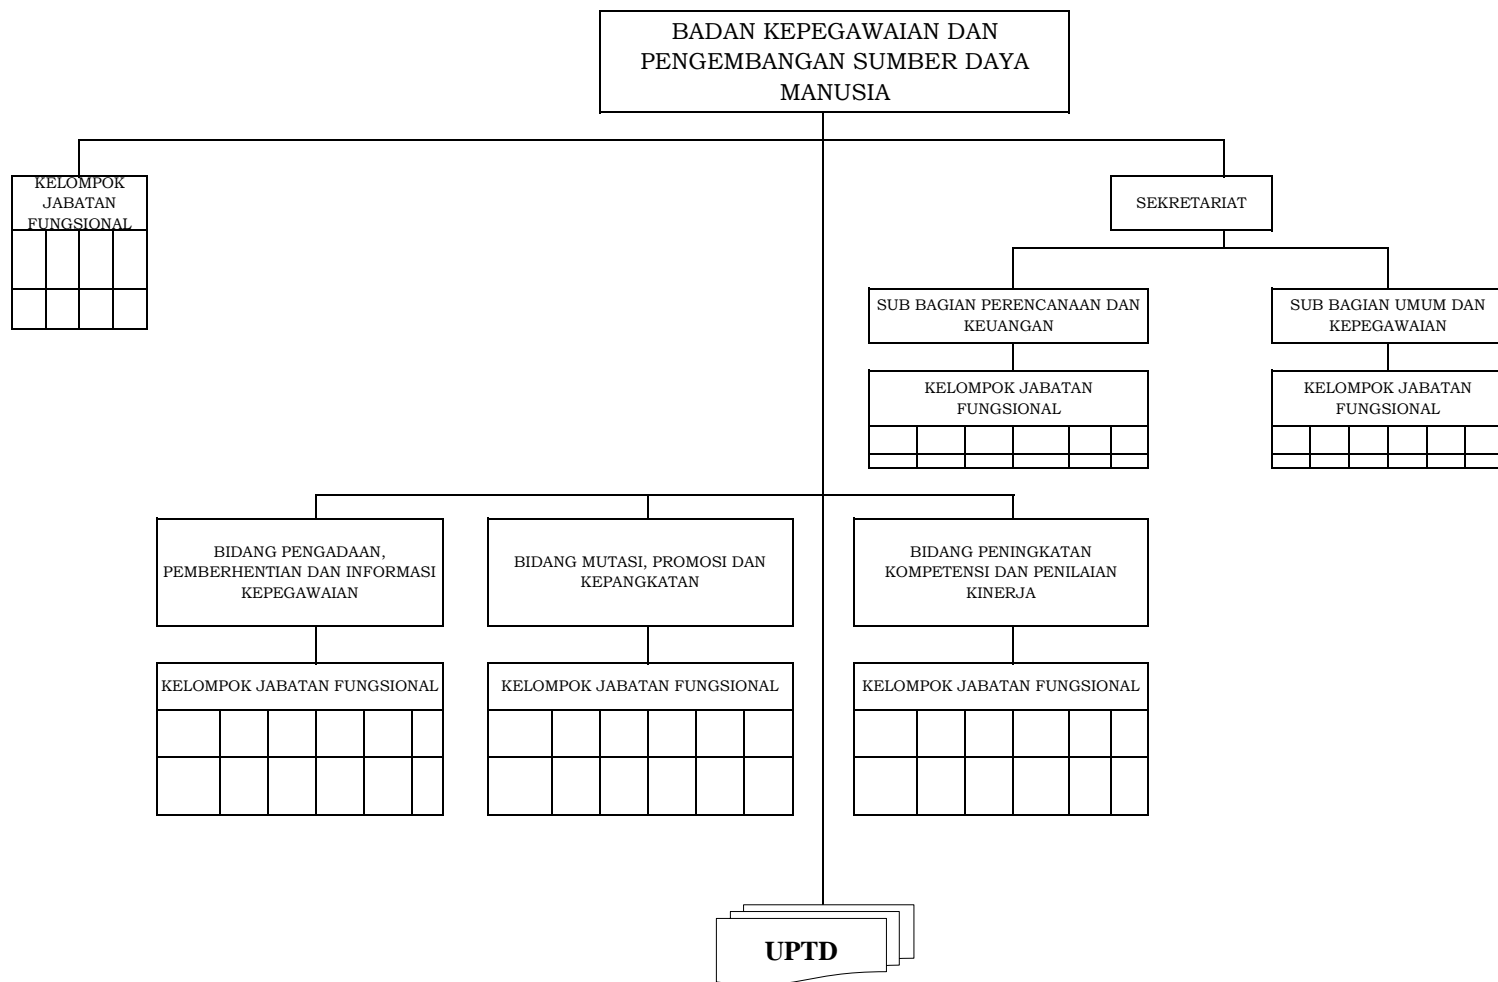 BADAN KEPEGAWAIAN DAN
PENGEMBANGAN SUMBER DAYA
MANUSIA
KELOMPOK
JABATAN
FUNGSIONAL
SEKRETARIAT
SUB BAGIAN PERENCANAAN DAN
KEUANGAN
SUB BAGIAN UMUM DAN
KEPEGAWAIAN
KELOMPOK JABATAN
FUNGSIONAL
KELOMPOK JABATAN
FUNGSIONAL
BIDANG PENGADAAN,
PEMBERHENTIAN DAN INFORMASI
KEPEGAWAIAN
BIDANG MUTASI, PROMOSI DAN
KEPANGKATAN
BIDANG PENINGKATAN
KOMPETENSI DAN PENILAIAN
KINERJA
KELOMPOK JABATAN FUNGSIONAL
KELOMPOK JABATAN FUNGSIONAL
KELOMPOK JABATAN FUNGSIONAL
UPTD